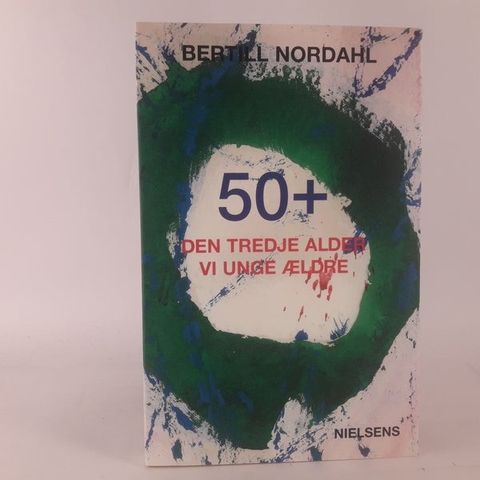 BERTILL NORDAHL
50+
DEN TREDJE ALDER
VI UNGE ÆLDRE
NIELSENS